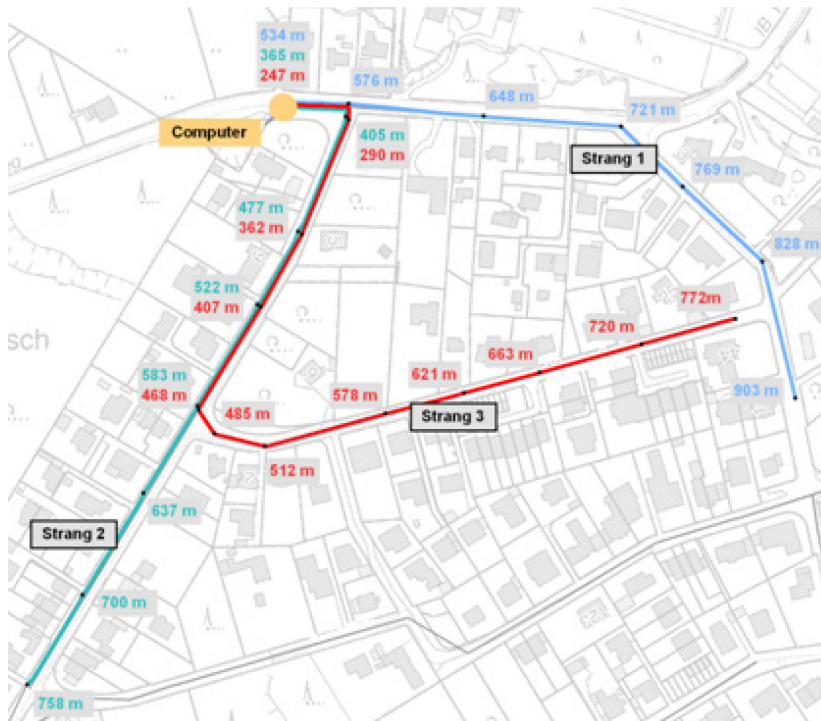 534 m
365 m
247 m
576 m
648 m
721 m
Computer
405 m
290 m
Strang 1
769 m
477 m
362 m
828 m
522 m
407 m
772m
720 m
sch
663 m
583 m
468 m
621 m
578 m
485 m
Strang 3
903 m
512 m
637 m
Strang 2
700 m
758 m